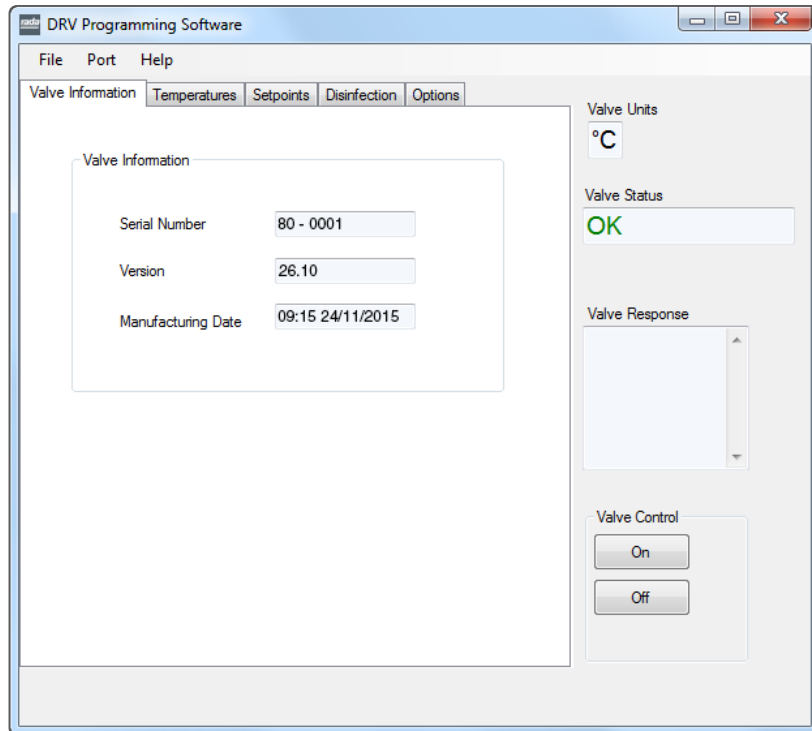 rada DRV Programming Software
File Port Help
Valve Information Temperatures Setpoints Disinfection Options
Valve Information
Serial Number 80 - 0001
Version 26.10
Manufacturing Date 09:15 24/11/2015
Valve Units
°C
Valve Status
OK
Valve Response
Valve Control
On
Off